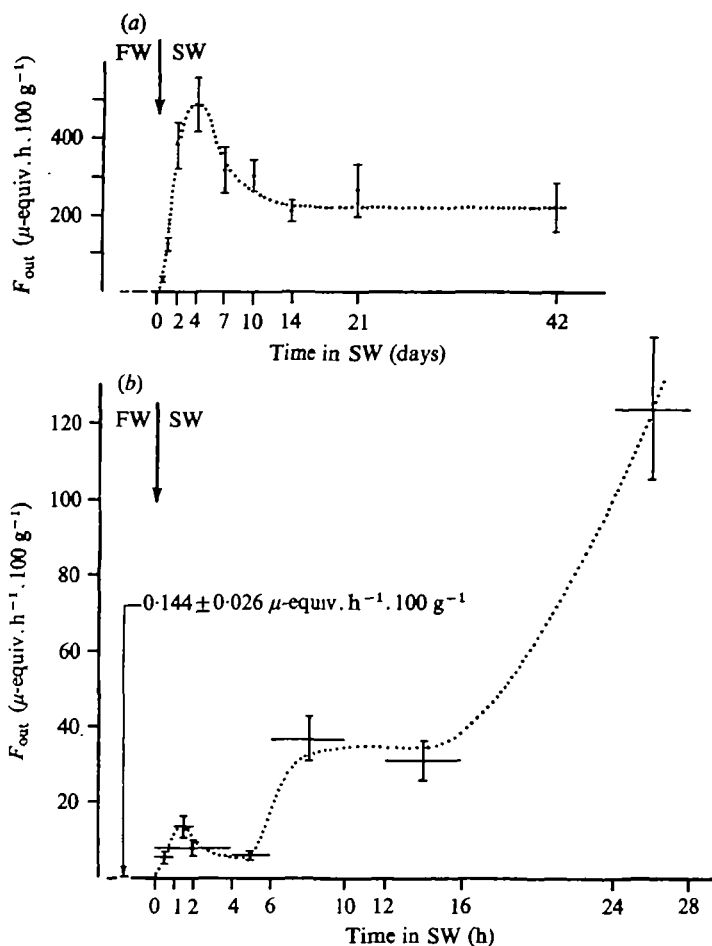 (a)
FW SW
400
300
200
F_out (μ-equiv. h. 100 g⁻¹)
0 2 4 7 10 14 21 42
Time in SW (days)
(b)
FW SW
120
100
80
0·144 ± 0·026 μ-equiv. h⁻¹. 100 g⁻¹
60
40
20
F_out (μ-equiv. h⁻¹. 100 g⁻¹)
0 1 2 4 6 10 12 16 24 28
Time in SW (h)